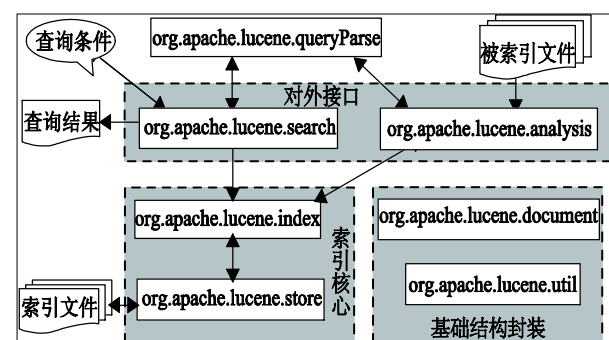 查询条件
org.apache.lucene.queryParse
被索引文件
对外接口
查询结果
org.apache.lucene.search
org.apache.lucene.analysis
org.apache.lucene.index
org.apache.lucene.document
索引核心
org.apache.lucene.store
org.apache.lucene.util
索引文件
基础结构封装